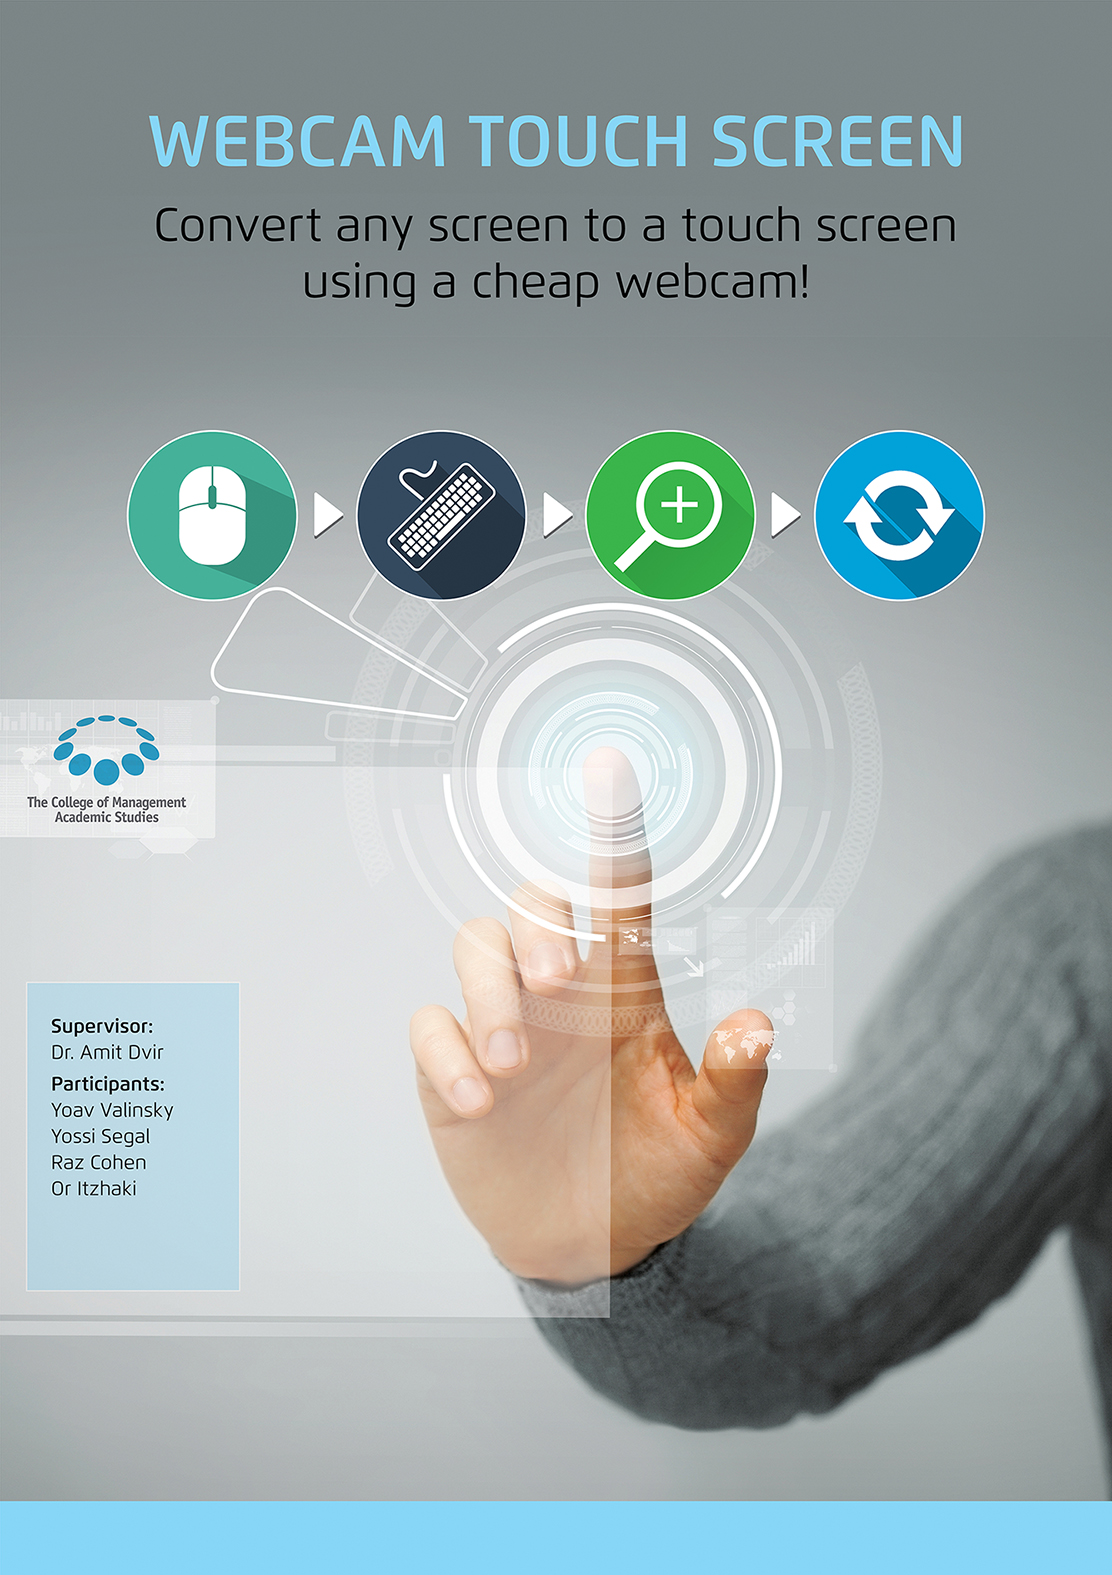 WEBCAM TOUCH SCREEN
Convert any screen to a touch screen
using a cheap webcam!
The College of Management
Academic Studies
Supervisor:
Dr. Amit Dvir
Participants:
Yoav Valinsky
Yossi Segal
Raz Cohen
Or Itzhaki